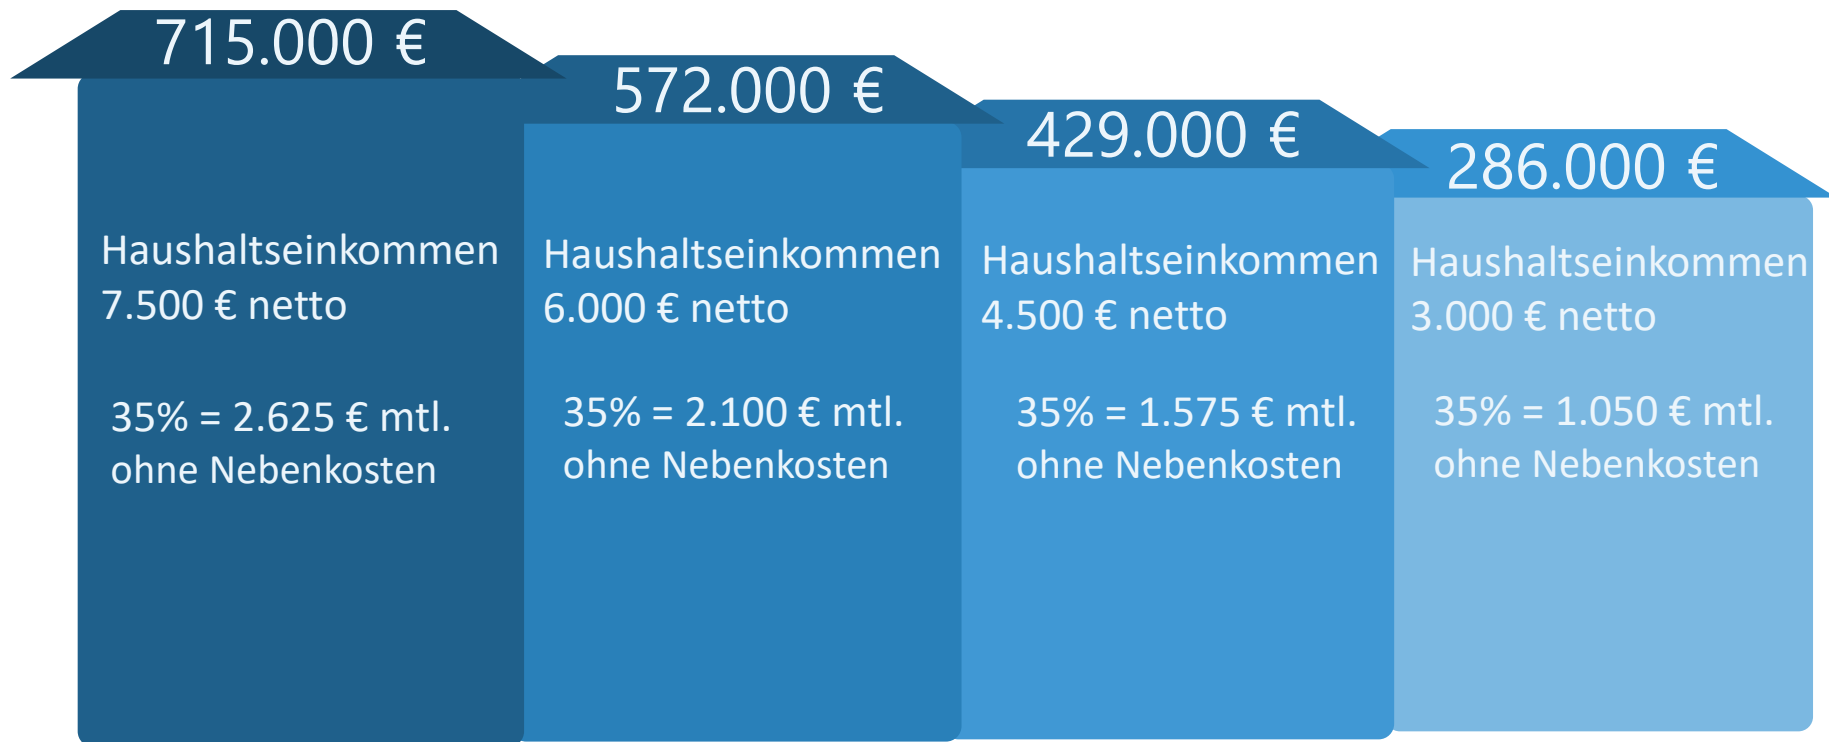 715.000 €
Haushaltseinkommen
7.500 € netto
35% = 2.625 € mtl.
ohne Nebenkosten
572.000 €
Haushaltseinkommen
6.000 € netto
35% = 2.100 € mtl.
ohne Nebenkosten
429.000 €
Haushaltseinkommen
4.500 € netto
35% = 1.575 € mtl.
ohne Nebenkosten
286.000 €
Haushaltseinkommen
3.000 € netto
35% = 1.050 € mtl.
ohne Nebenkosten